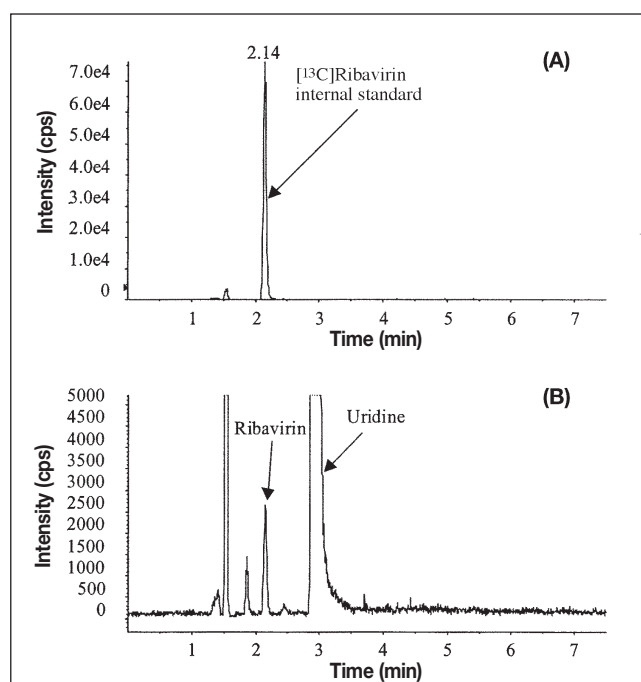 2.14
(A)
[¹³C]Ribavirin
internal standard
Intensity (cps)
7.0e4
6.0e4
5.0e4
4.0e4
3.0e4
2.0e4
1.0e4
0
1 2 3 4 5 6 7
Time (min)
(B)
Ribavirin
Uridine
Intensity (cps)
5000
4500
4000
3500
3000
2500
2000
1500
1000
500
0
1 2 3 4 5 6 7
Time (min)